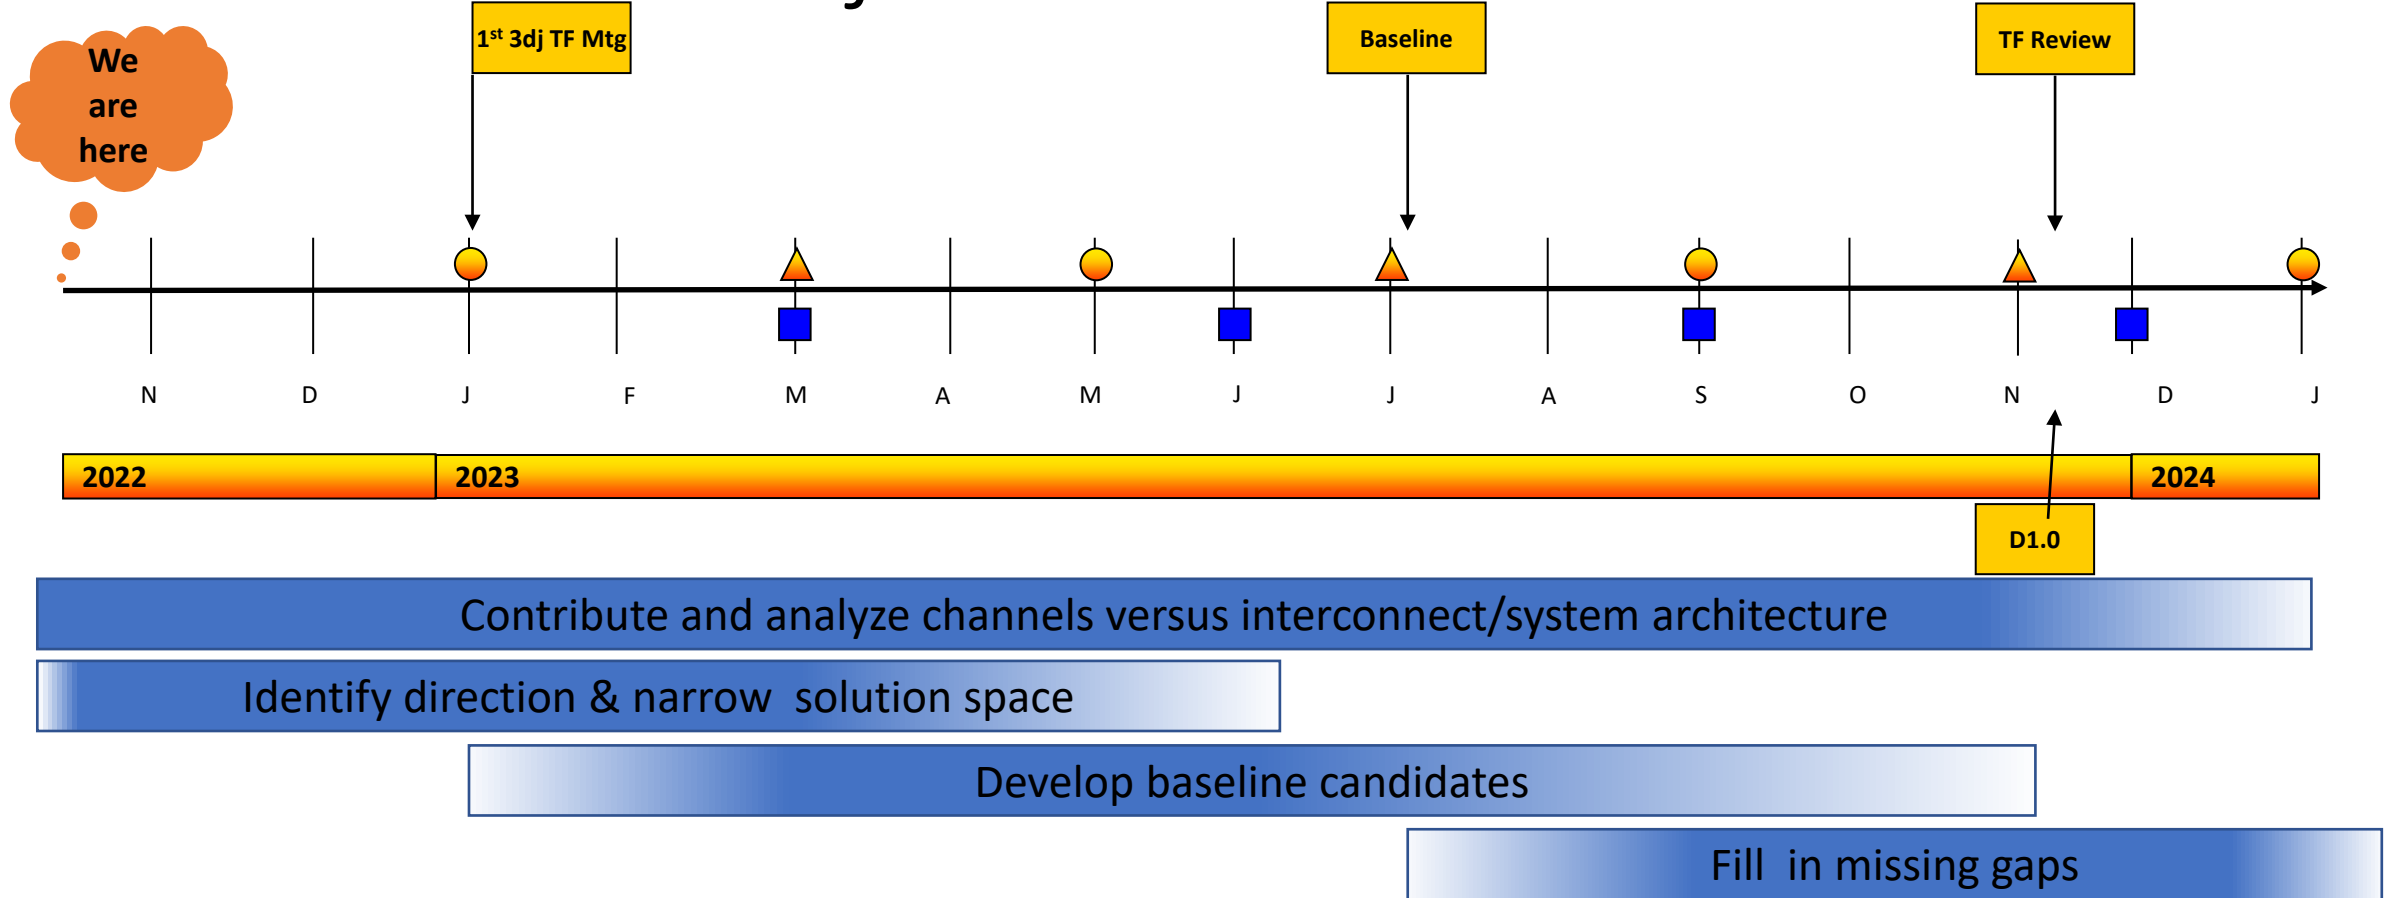 1st 3dj TF Mtg
Baseline
TF Review
We
are
here
N D J F M A M J J A S O N D J
2022 2023 2024
D1.0
Contribute and analyze channels versus interconnect/system architecture
Identify direction & narrow  solution space
Develop baseline candidates
Fill  in missing gaps